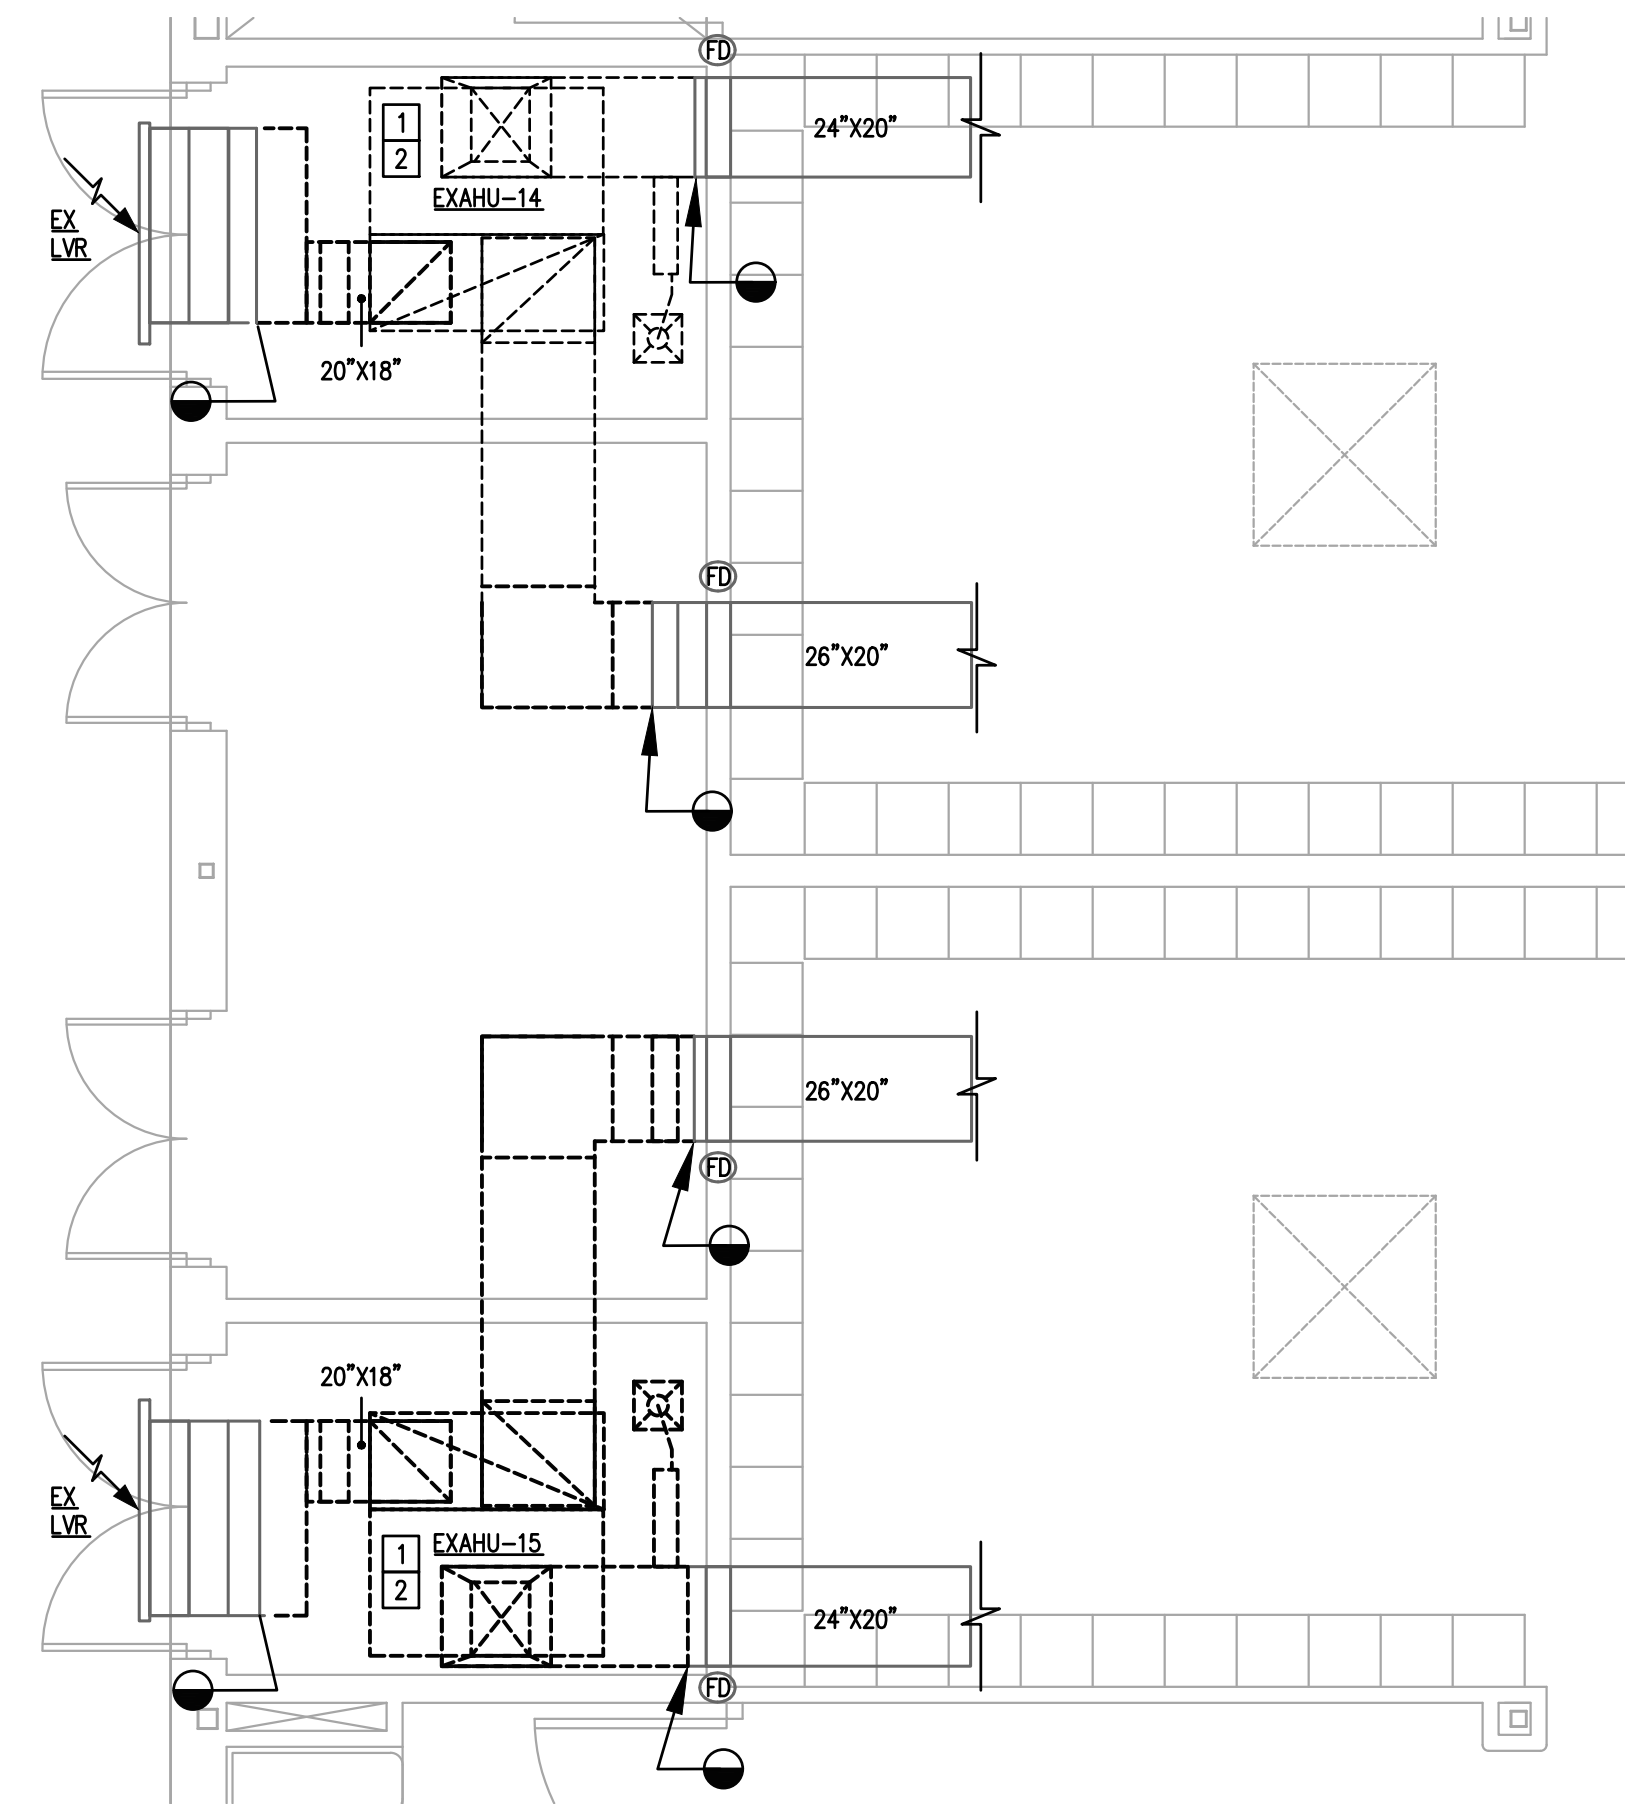 FD
1
2
24"X20"
EXAHU-14
EX
LVR
20"X18"
FD
26"X20"
26"X20"
FD
20"X18"
EX
LVR
1
2
EXAHU-15
24"X20"
FD